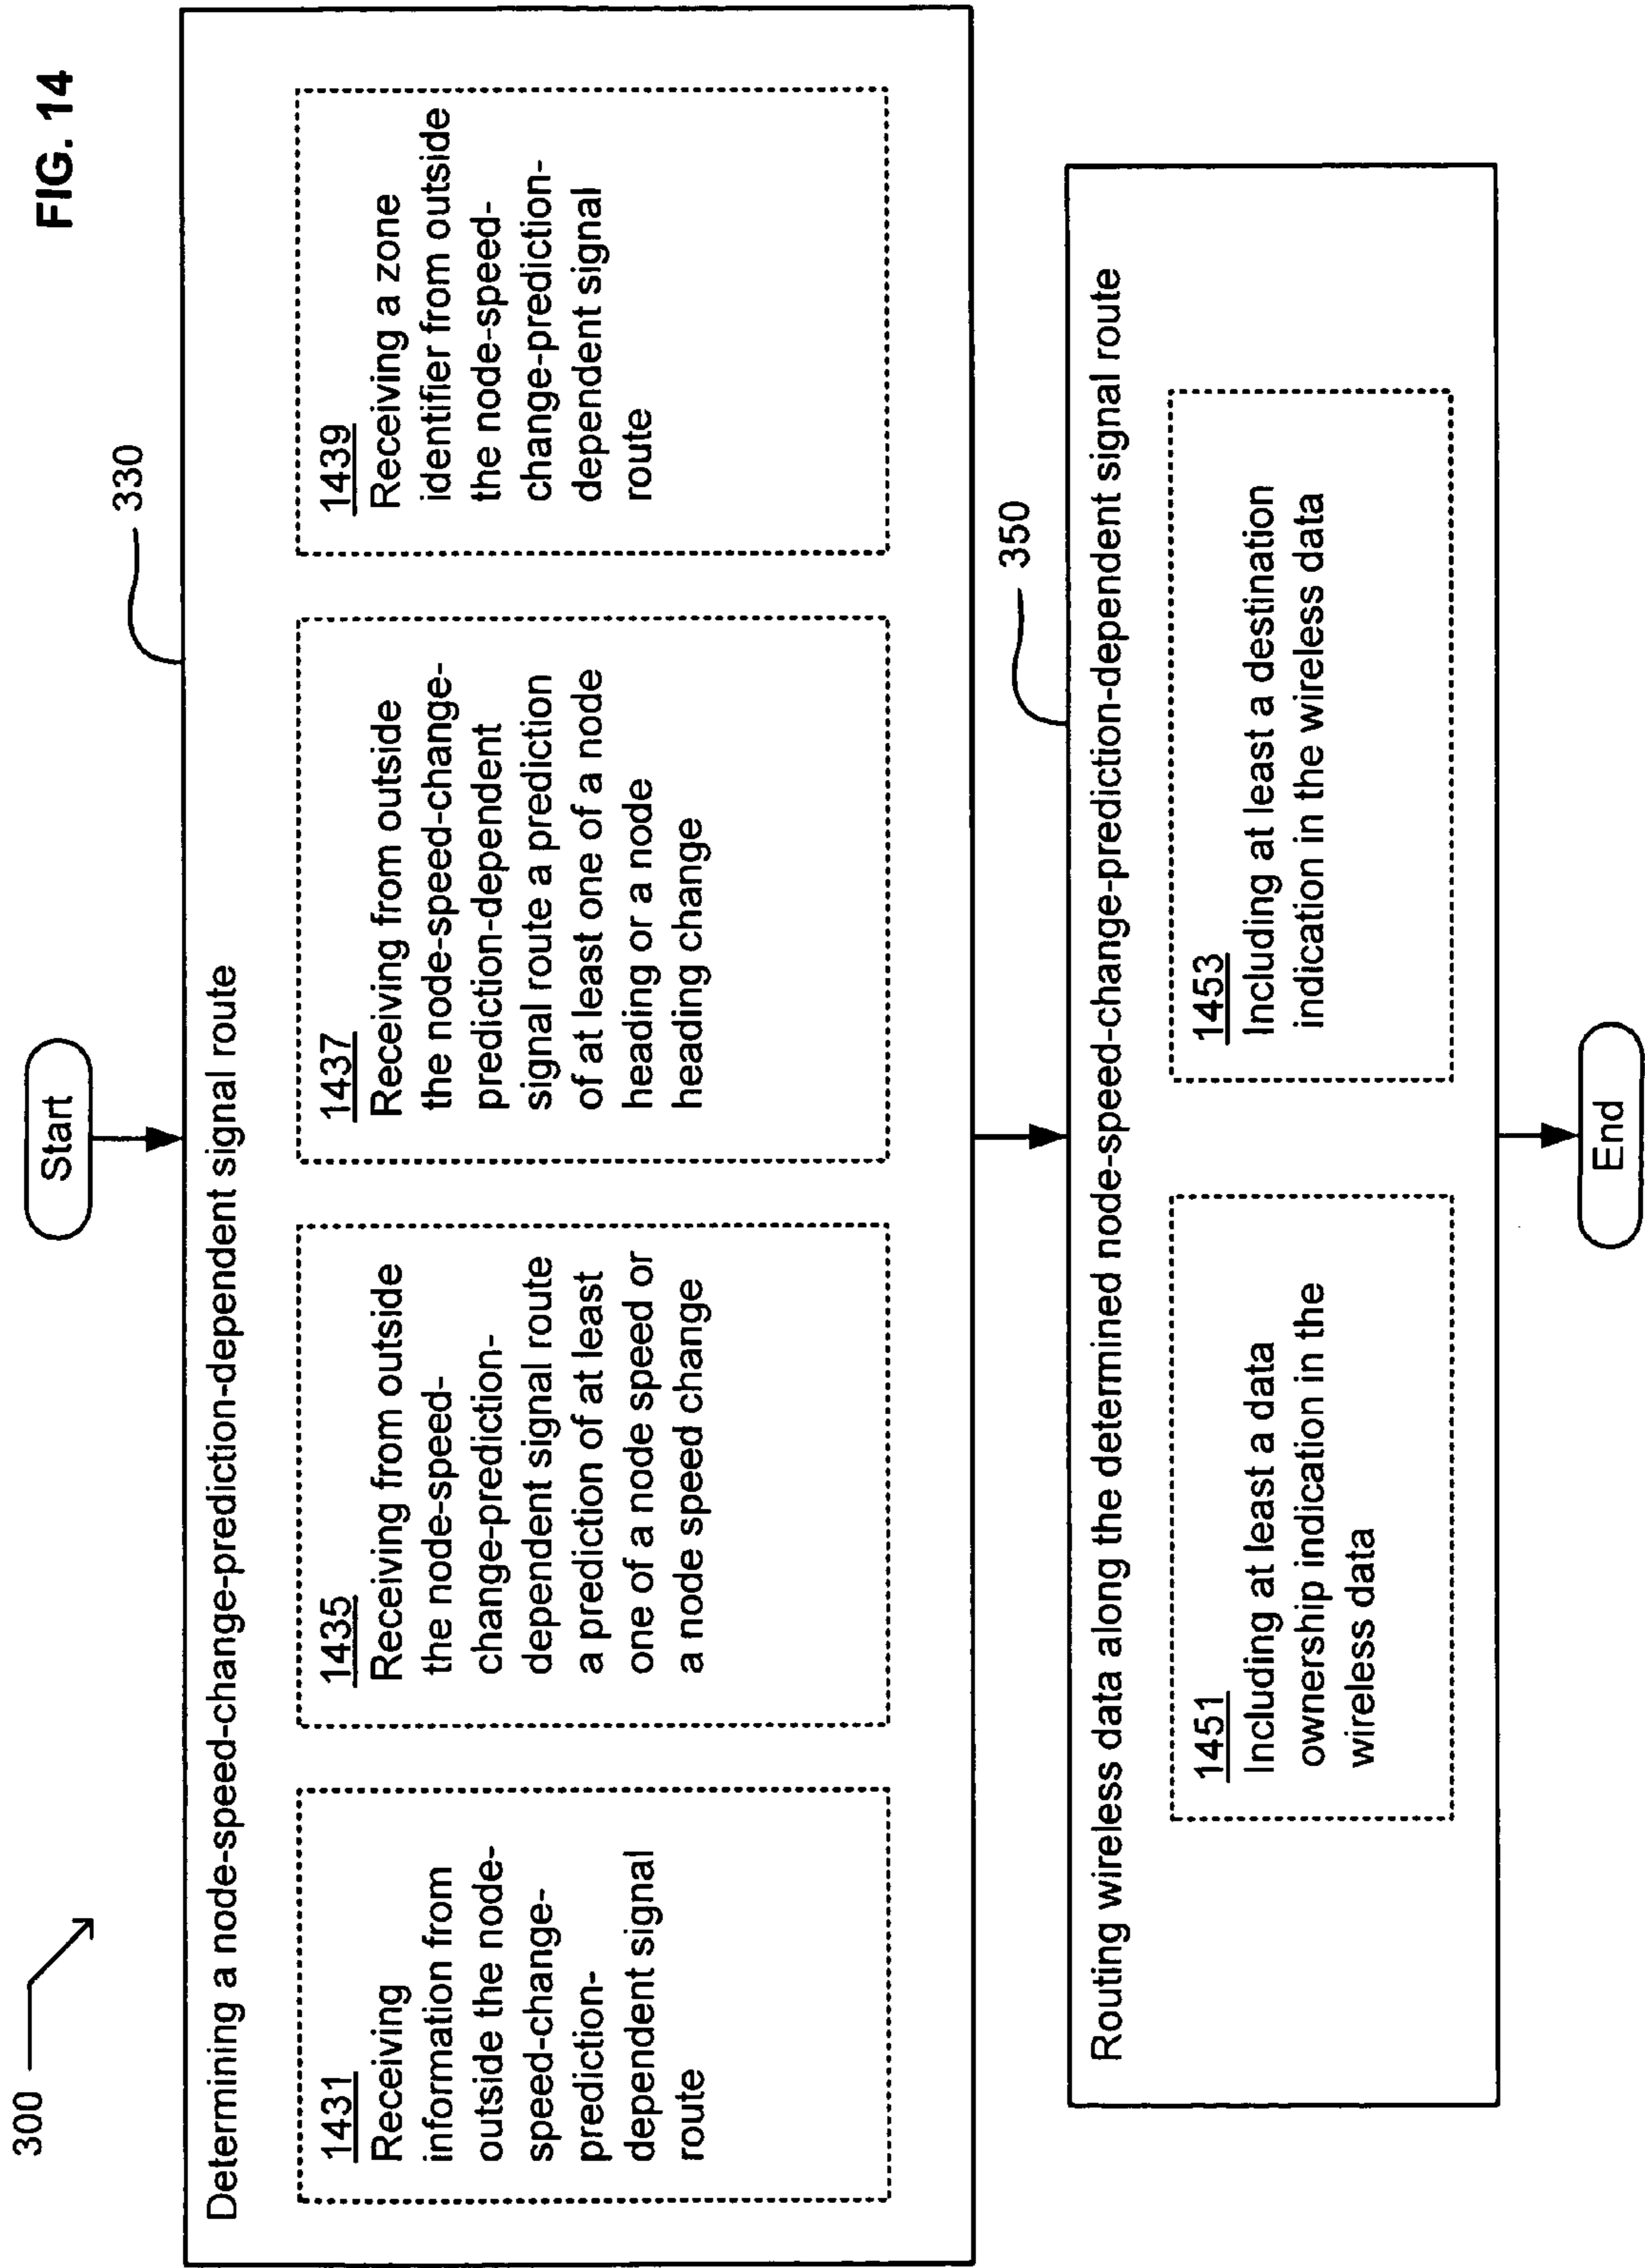 FIG. 14
300
Start
330
Determining a node-speed-change-prediction-dependent signal route
1431
Receiving
information from
outside the node-
speed-change-
prediction-
dependent signal
route
1435
Receiving from outside
the node-speed-
change-prediction-
dependent signal route
a prediction of at least
one of a node speed or
a node speed change
1437
Receiving from outside
the node-speed-change-
prediction-dependent
signal route a prediction
of at least one of a node
heading or a node
heading change
1439
Receiving a zone
identifier from outside
the node-speed-
change-prediction-
dependent signal
route
350
Routing wireless data along the determined node-speed-change-prediction-dependent signal route
1451
Including at least a data
ownership indication in the
wireless data
1453
Including at least a destination
indication in the wireless data
End